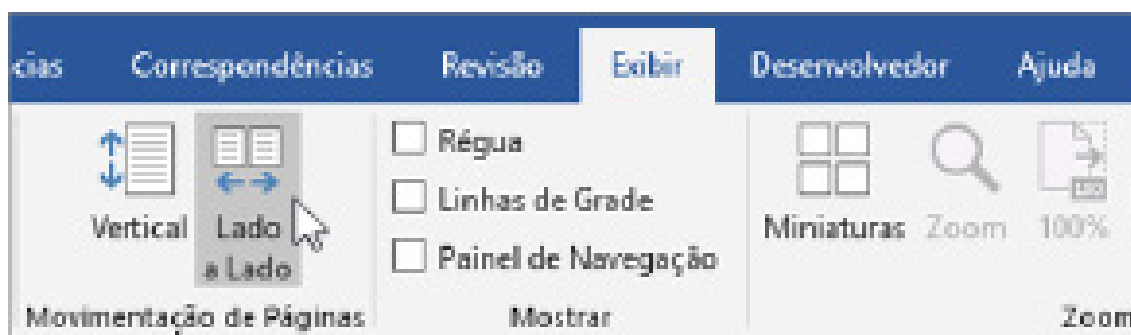 cias Correspondências Revisão Exibir Desenvolvedor Ajuda
Vertical
Lado
a Lado
Movimentação de Páginas
Régua
Linhas de Grade
Painel de Navegação
Mostrar
Miniaturas
Zoom
100%
100
Zoom